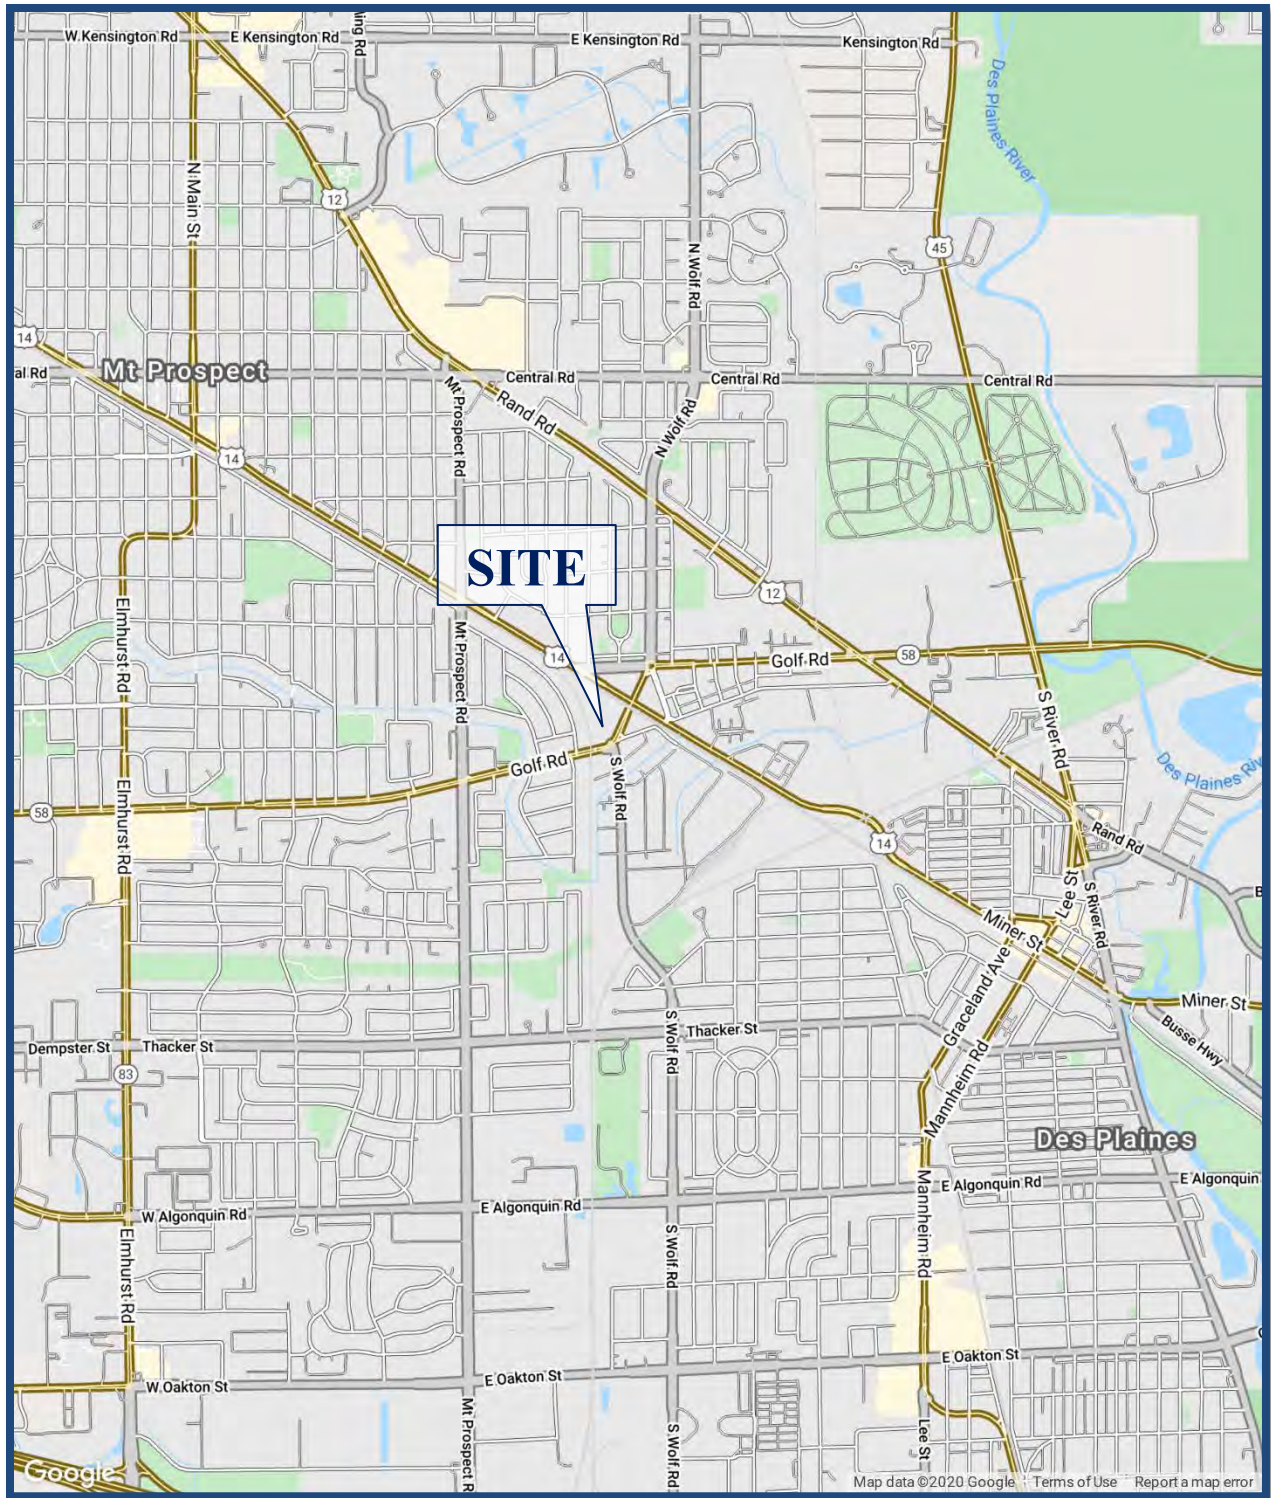 W Kensington Rd
E Kensington Rd
E Kensington Rd
Kensington Rd
Des Plaines River
N Main St
12
45
N Wolf Rd
14
Mt Prospect
Central Rd
Central Rd
Central Rd
Mt Prospect Rd
Rand Rd
N Wolf Rd
14
SITE
12
Elmhurst Rd
Mt Prospect Rd
14
Golf Rd
58
S River Rd
Des Plaines Riv
Golf Rd
S Wolf Rd
58
Elmhurst Rd
14
Rand Rd
Lee St
S River Rd
Miner St
Graceland Ave
Miner St
Busse Hwy
S Wolf Rd
Thacker St
Dempster St
Thacker St
83
Mannheim Rd
Des Plaines
E Algonquin Rd
E Algonquin
Mannheim Rd
W Algonquin Rd
E Algonquin Rd
S Wolf Rd
Elmhurst Rd
E Oakton St
E Oakton St
W Oakton St
Mt Prospect R
S Wolf Rd
Lee St
Google
Map data ©2020 Google Terms of Use Report a map error